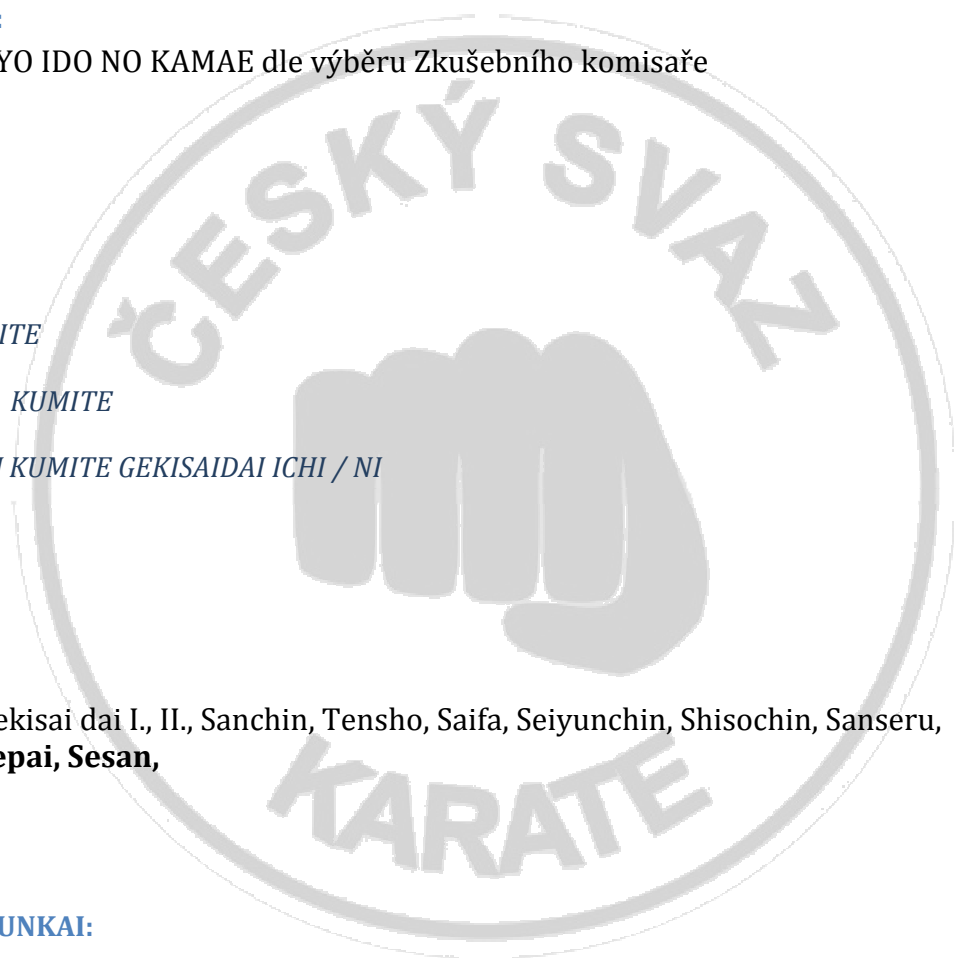 :
YO IDO NO KAMAE dle výběru Zkušebního komisaře
ČESKÝ SVAZ
ITE
KUMITE
I KUMITE GEKISAIDAI ICHI / NI
ekisai dai I., II., Sanchin, Tensho, Saifa, Seiyunchin, Shisochin, Sanseru,
epai, Sesan,
KARATE
UNKAI: